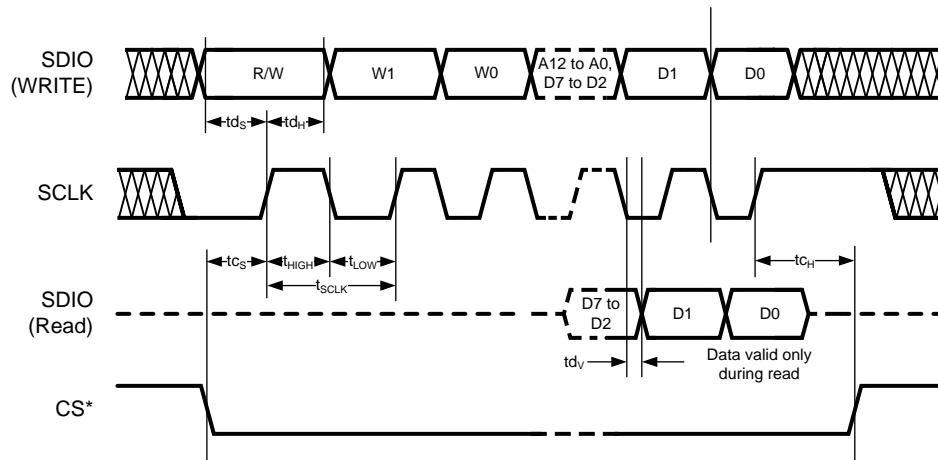 SDIO
(WRITE)
R/W
W1
W0
A12 to A0,
D7 to D2
D1
D0
tdS
tdH
SCLK
tcS
tHIGH
tLOW
tcH
tSCLK
SDIO
(Read)
D7 to
D2
D1
D0
tdV
Data valid only
during read
CS*